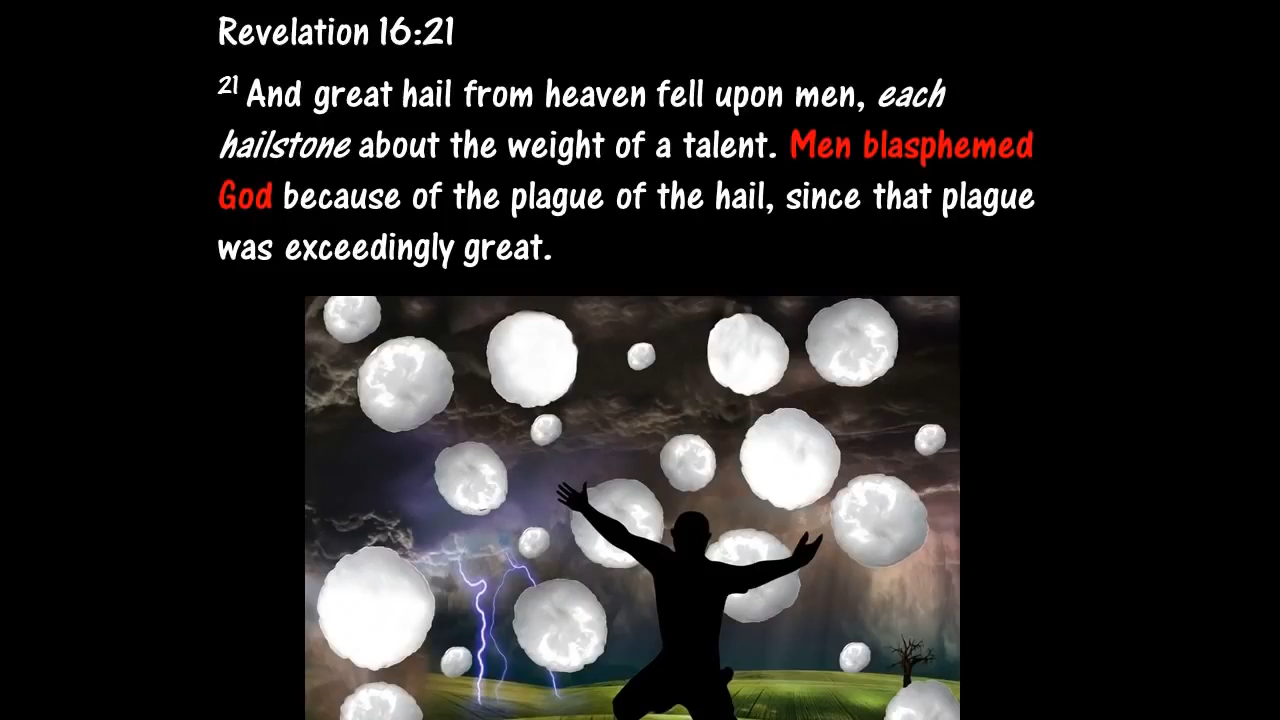 Revelation 16:21
21 And great hail from heaven fell upon men, each
hailstone about the weight of a talent. Men blasphemed
God because of the plague of the hail, since that plague
was exceedingly great.